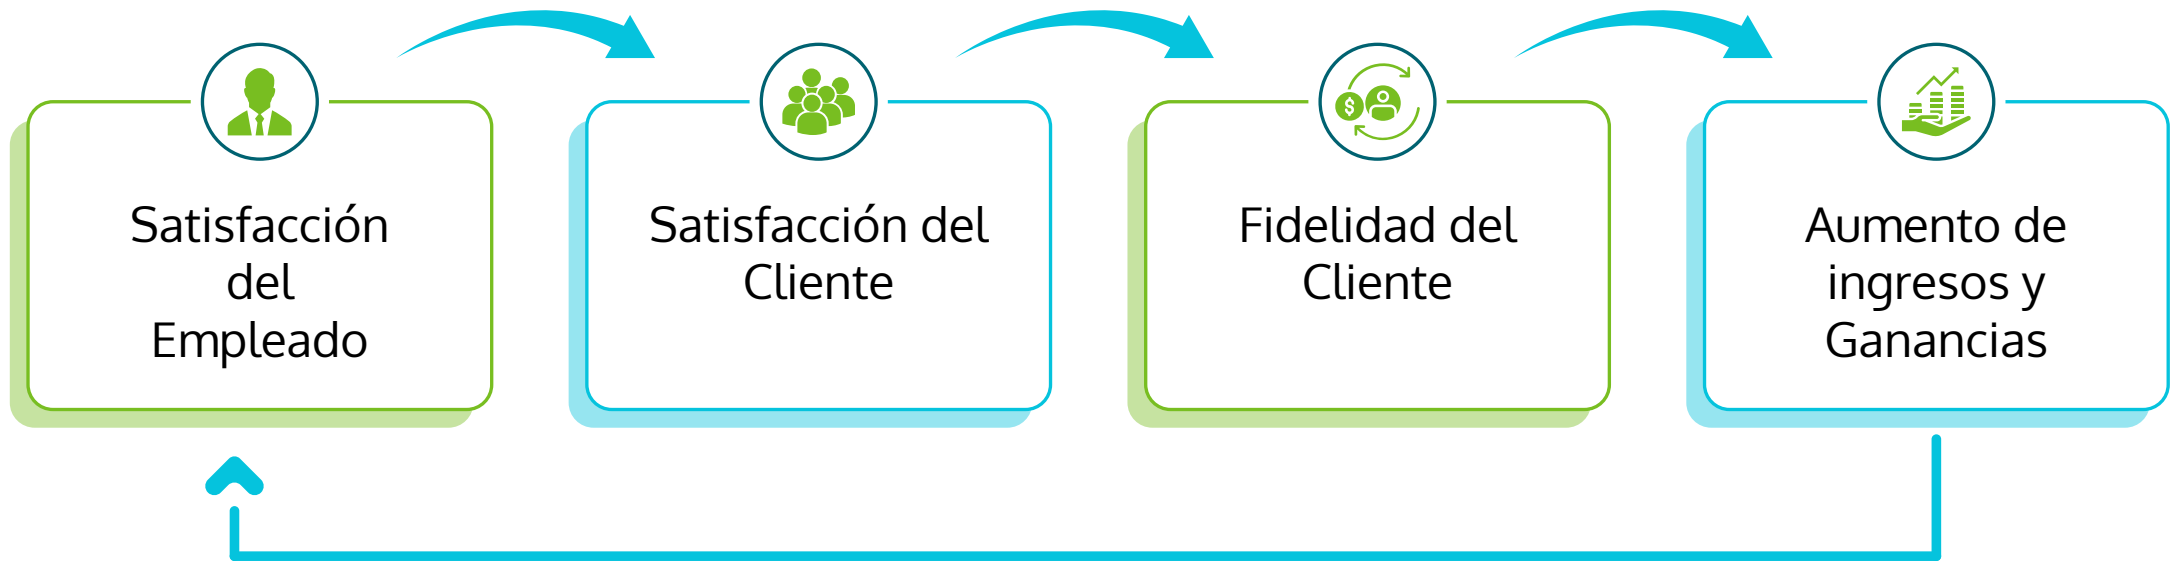 Satisfacción
del
Empleado
Satisfacción del
Cliente
Fidelidad del
Cliente
Aumento de
ingresos y
Ganancias